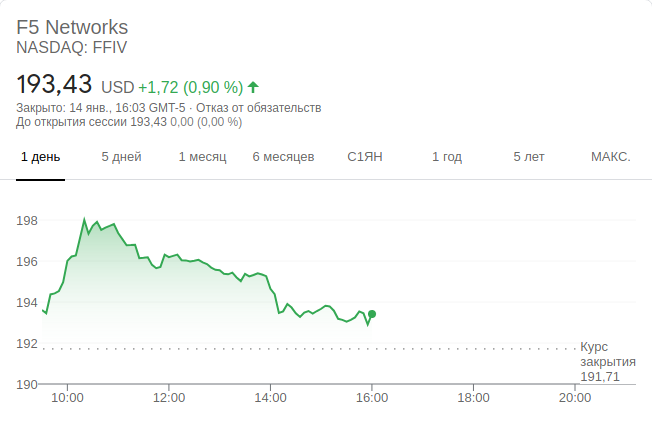 F5 Networks
NASDAQ: FFIV
193,43 USD +1,72 (0,90 %)
Закрыто: 14 янв., 16:03 GMT-5 · Отказ от обязательств
До открытия сессии 193,43 0,00 (0,00 %)
1 день 5 дней 1 месяц 6 месяцев С1ЯН 1 год 5 лет МАКС.
198
196
194
192
Курс
закрытия
191,71
190
10:00 12:00 14:00 16:00 18:00 20:00